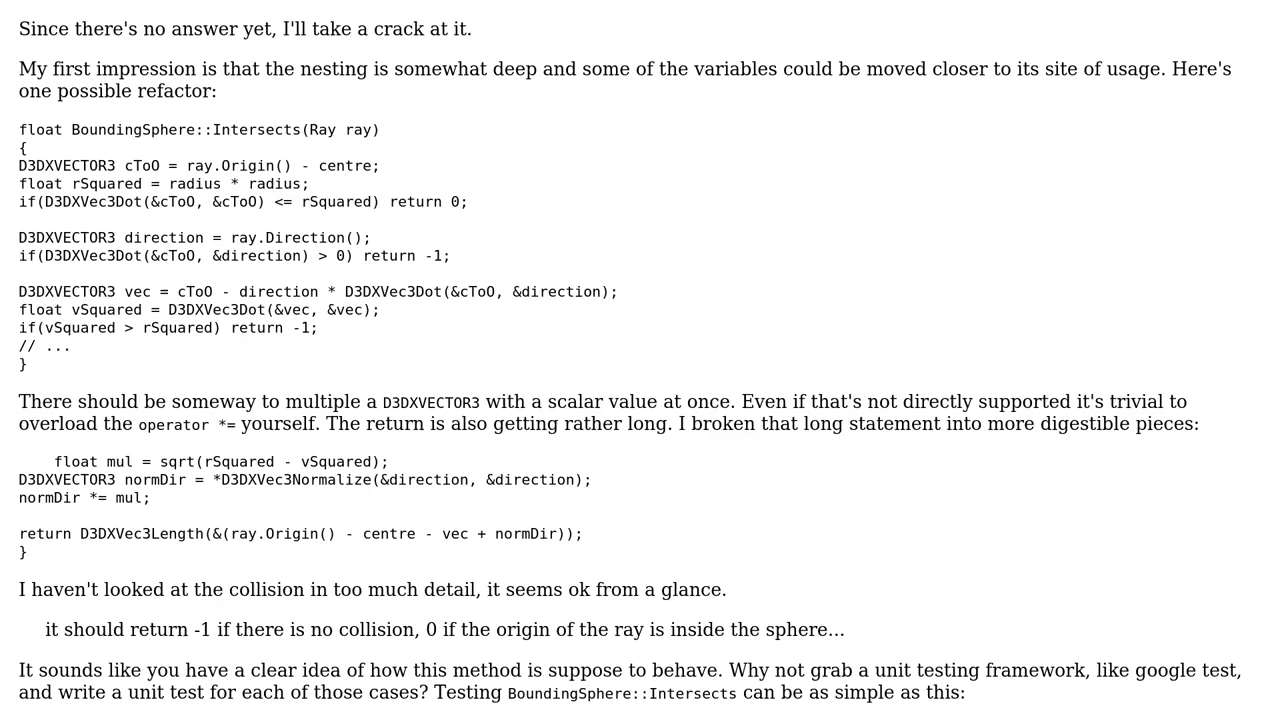 Since there's no answer yet, I'll take a crack at it.
My first impression is that the nesting is somewhat deep and some of the variables could be moved closer to its site of usage. Here's
one possible refactor:
float BoundingSphere::Intersects(Ray ray)
{
D3DXVECTOR3 cToO = ray.Origin() - centre;
float rSquared = radius * radius;
if(D3DXVec3Dot(&cToO, &cToO) <= rSquared) return 0;
D3DXVECTOR3 direction = ray.Direction();
if(D3DXVec3Dot(&cToO, &direction) > 0) return -1;
D3DXVECTOR3 vec = cToO - direction * D3DXVec3Dot(&cToO, &direction);
float vSquared = D3DXVec3Dot(&vec, &vec);
if(vSquared > rSquared) return -1;
// ...
}
There should be someway to multiple a D3DXVECTOR3 with a scalar value at once. Even if that's not directly supported it's trivial to
overload the operator *= yourself. The return is also getting rather long. I broken that long statement into more digestible pieces:
    float mul = sqrt(rSquared - vSquared);
D3DXVECTOR3 normDir = *D3DXVec3Normalize(&direction, &direction);
normDir *= mul;
return D3DXVec3Length(&(ray.Origin() - centre - vec + normDir));
}
I haven't looked at the collision in too much detail, it seems ok from a glance.
it should return -1 if there is no collision, 0 if the origin of the ray is inside the sphere...
It sounds like you have a clear idea of how this method is suppose to behave. Why not grab a unit testing framework, like google test,
and write a unit test for each of those cases? Testing BoundingSphere::Intersects can be as simple as this: